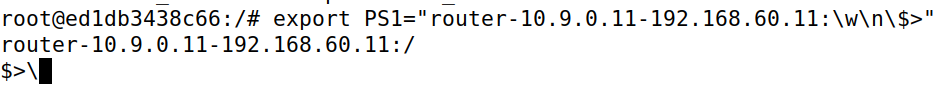 root@ed1db3438c66:/# export PS1="router-10.9.0.11-192.168.60.11:\w\n\$>"
router-10.9.0.11-192.168.60.11:/
$>\